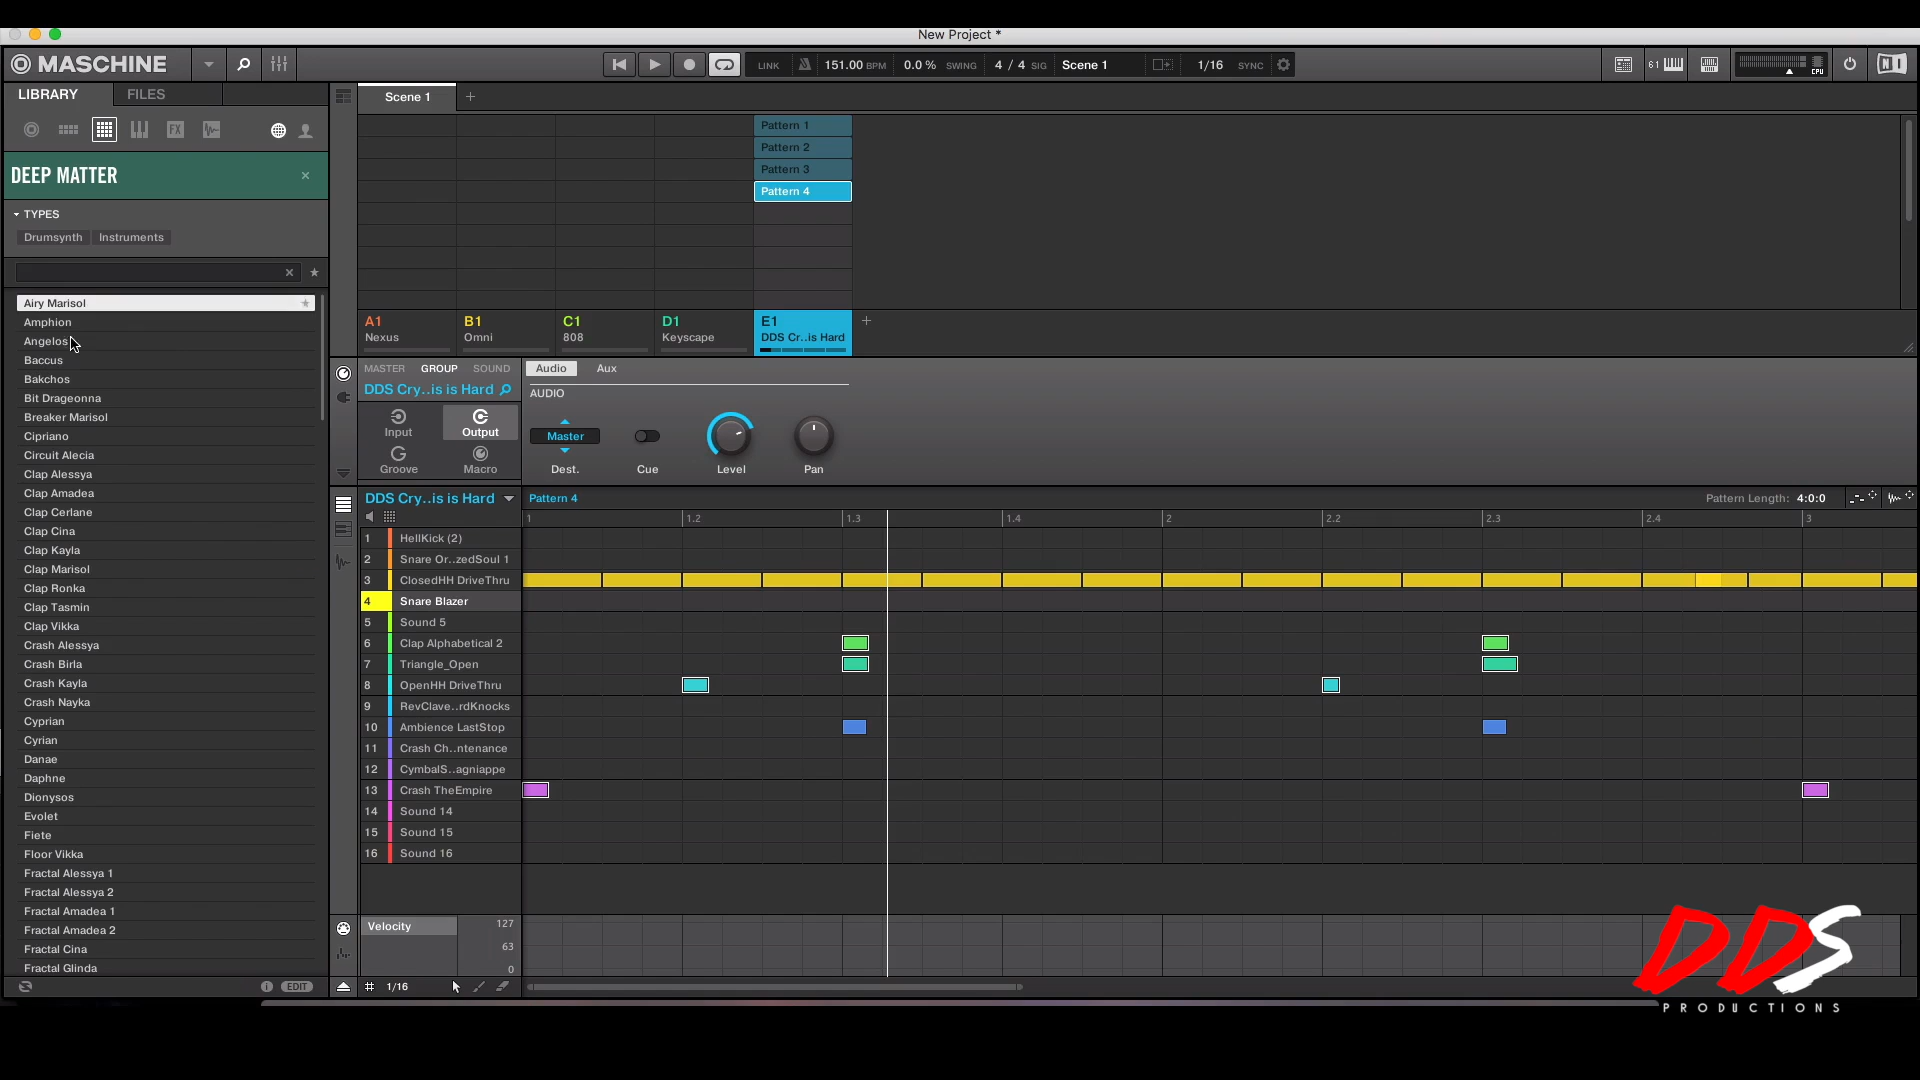 New Project *
MASCHINE
LINK
151.00 BPM
0.0 % SWING
4 / 4 SIG
Scene 1
1/16 SYNC
61
CPU
LIBRARY
FILES
Scene 1
+
FX
DEEP MATTER
×
TYPES
Drumsynth
Instruments
Airy Marisol
Amphion
Angelos
Baccus
Bakchos
Bit Drageonna
Breaker Marisol
Cipriano
Circuit Alecia
Clap Alessya
Clap Amadea
Clap Cerlane
Clap Cina
Clap Kayla
Clap Marisol
Clap Ronka
Clap Tasmin
Clap Vikka
Crash Alessya
Crash Birla
Crash Kayla
Crash Nayka
Cyprian
Cyrian
Danae
Daphne
Dionysos
Evolet
Fiete
Floor Vikka
Fractal Alessya 1
Fractal Alessya 2
Fractal Amadea 1
Fractal Amadea 2
Fractal Cina
Fractal Glinda
EDIT
Pattern 1
Pattern 2
Pattern 3
Pattern 4
A1
Nexus
B1
Omni
C1
808
D1
Keyscape
E1
DDS Cr..is Hard
+
MASTER
GROUP
SOUND
DDS Cry..is is Hard
Input
Output
Groove
Macro
Audio
Aux
AUDIO
Master
Dest.
Cue
Level
Pan
DDS Cry..is is Hard
Pattern 4
Pattern Length: 4:0:0
1
1.2
1.3
1.4
2
2.2
2.3
2.4
3
1 HellKick (2)
2 Snare Or..zedSoul 1
3 ClosedHH DriveThru
4 Snare Blazer
5 Sound 5
6 Clap Alphabetical 2
7 Triangle_Open
8 OpenHH DriveThru
9 RevClave..rdKnocks
10 Ambience LastStop
11 Crash Ch..ntenance
12 CymbalS..agniappe
13 Crash TheEmpire
14 Sound 14
15 Sound 15
16 Sound 16
Velocity
127
63
0
1/16
DDS
PRODUCTIONS